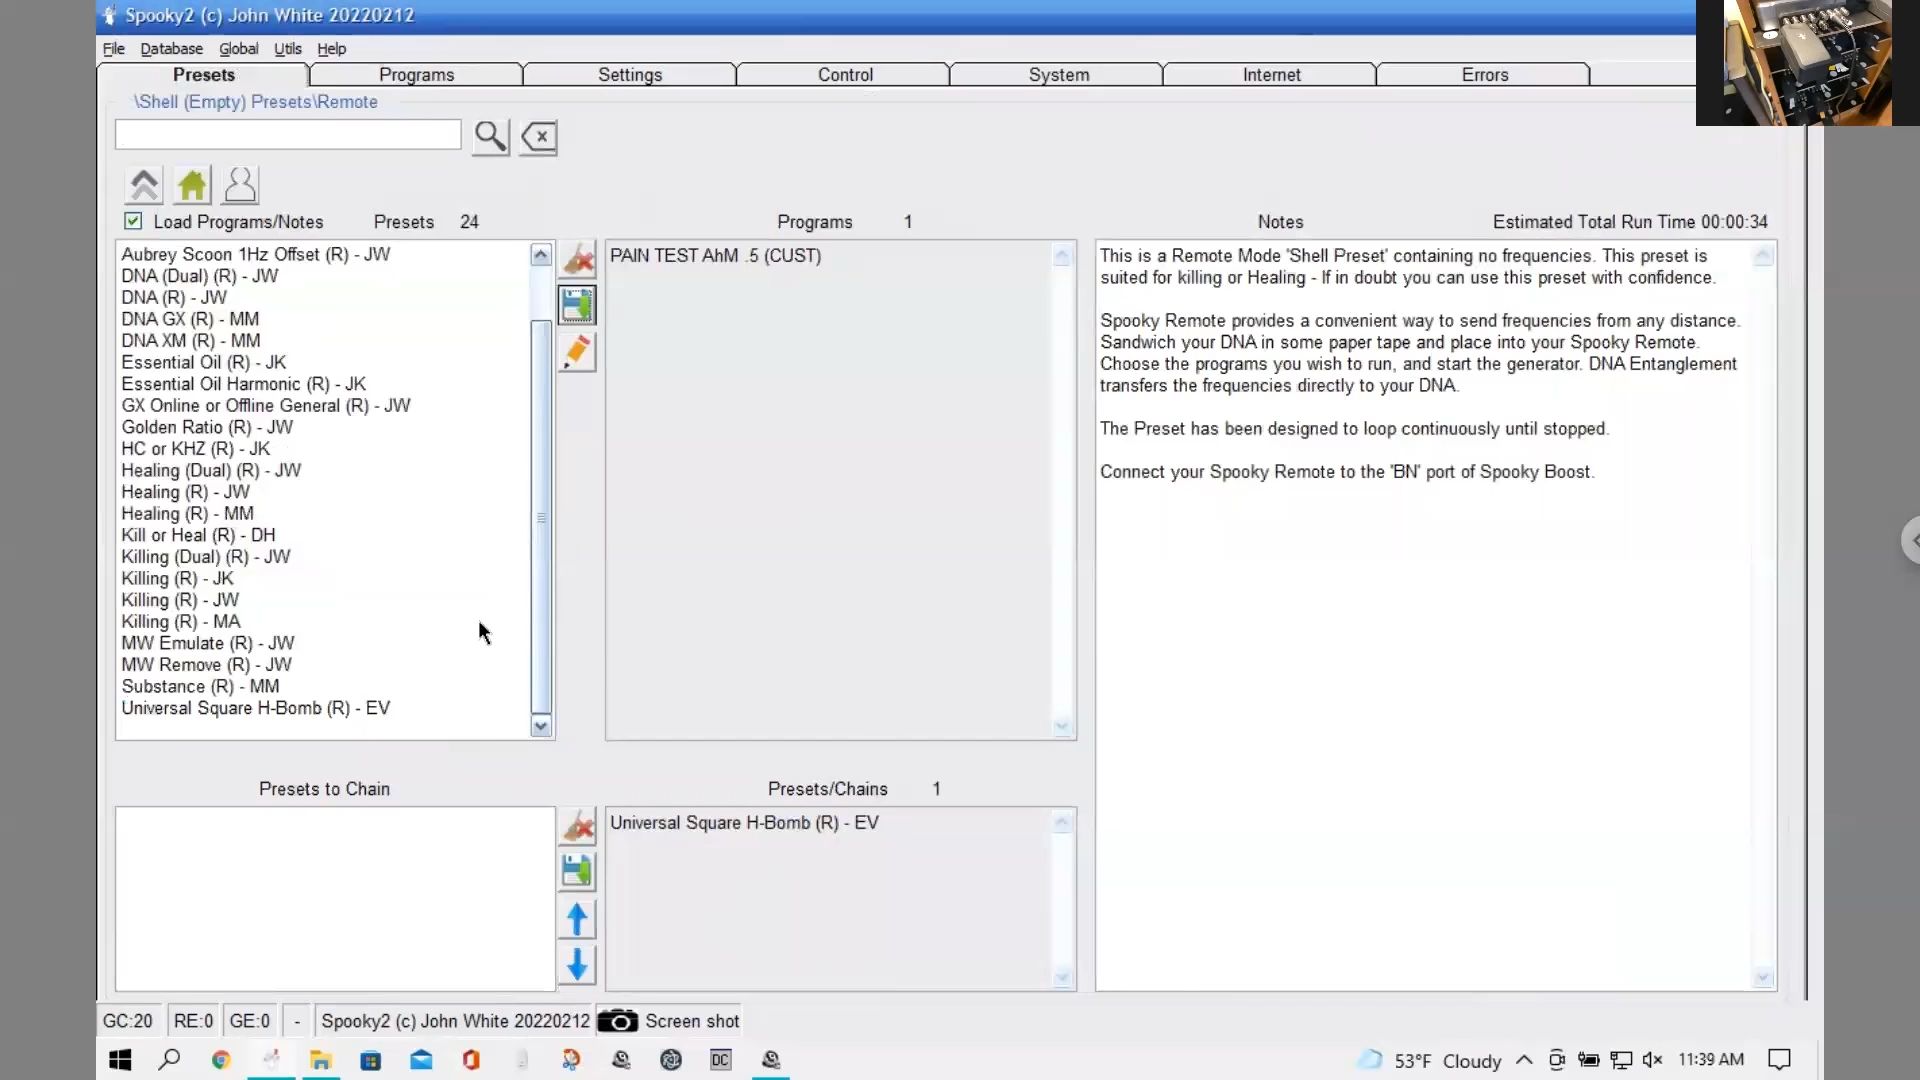 Spooky2 (c) John White 20220212
File Database Global Utils Help
Presets Programs Settings Control System Internet Errors
\Shell (Empty) Presets\Remote
Load Programs/Notes Presets 24 Programs 1 Notes Estimated Total Run Time 00:00:34
Aubrey Scoon 1Hz Offset (R) - JW
DNA (Dual) (R) - JW
DNA (R) - JW
DNA GX (R) - MM
DNA XM (R) - MM
Essential Oil (R) - JK
Essential Oil Harmonic (R) - JK
GX Online or Offline General (R) - JW
Golden Ratio (R) - JW
HC or KHZ (R) - JK
Healing (Dual) (R) - JW
Healing (R) - JW
Healing (R) - MM
Kill or Heal (R) - DH
Killing (Dual) (R) - JW
Killing (R) - JK
Killing (R) - JW
Killing (R) - MA
MW Emulate (R) - JW
MW Remove (R) - JW
Substance (R) - MM
Universal Square H-Bomb (R) - EV
PAIN TEST AhM .5 (CUST)
This is a Remote Mode 'Shell Preset' containing no frequencies. This preset is
suited for killing or Healing - If in doubt you can use this preset with confidence.
Spooky Remote provides a convenient way to send frequencies from any distance.
Sandwich your DNA in some paper tape and place into your Spooky Remote.
Choose the programs you wish to run, and start the generator. DNA Entanglement
transfers the frequencies directly to your DNA.
The Preset has been designed to loop continuously until stopped.
Connect your Spooky Remote to the 'BN' port of Spooky Boost.
Presets to Chain Presets/Chains 1
Universal Square H-Bomb (R) - EV
GC:20 RE:0 GE:0 - Spooky2 (c) John White 20220212 Screen shot
DC 53°F Cloudy 11:39 AM